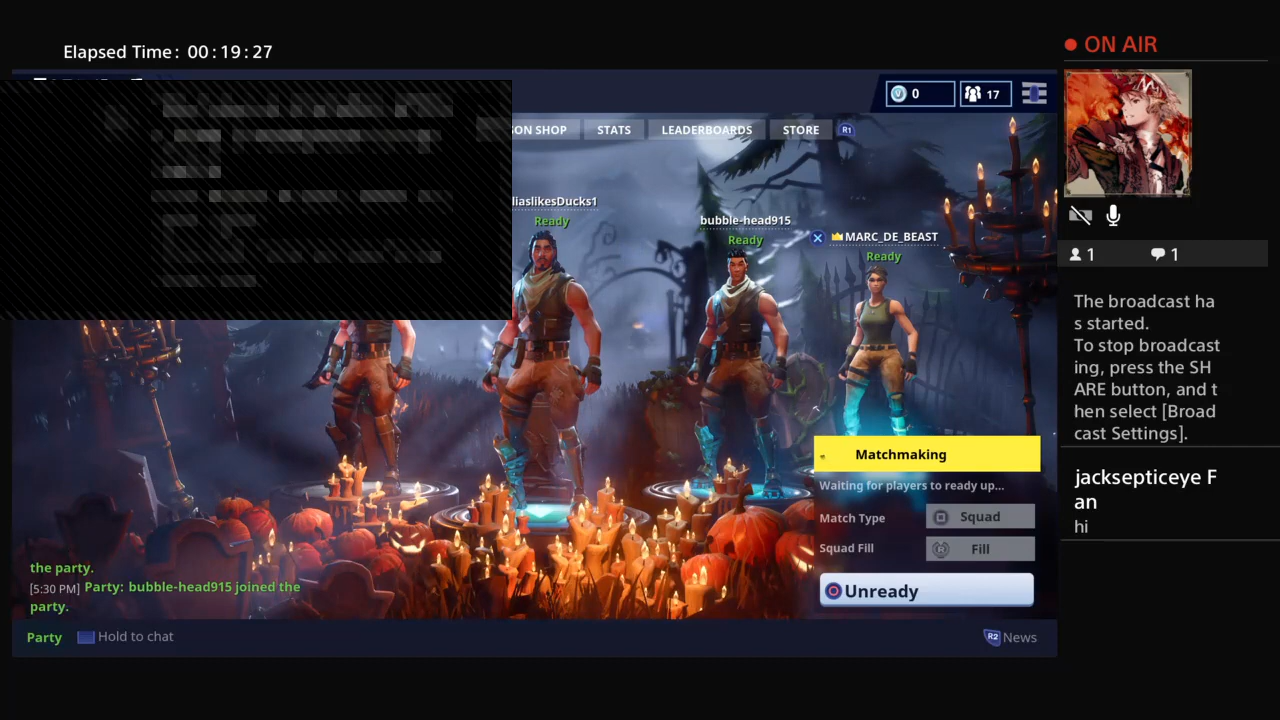 Elapsed Time: 00:19:27
ON AIR
0
17
SHOP
STATS
LEADERBOARDS
STORE
R1
Ready
bubble-head915
Ready
MARC_DE_BEAST
Ready
1
1
The broadcast ha
s started.
To stop broadcast
ing, press the SH
ARE button, and t
hen select [Broad
cast Settings].
jacksepticeye F
an
hi
Matchmaking
Waiting for players to ready up...
Match Type
Squad
Squad Fill
Fill
Unready
the party.
[5:30 PM] Party: bubble-head915 joined the
party.
Party
Hold to chat
R2
News